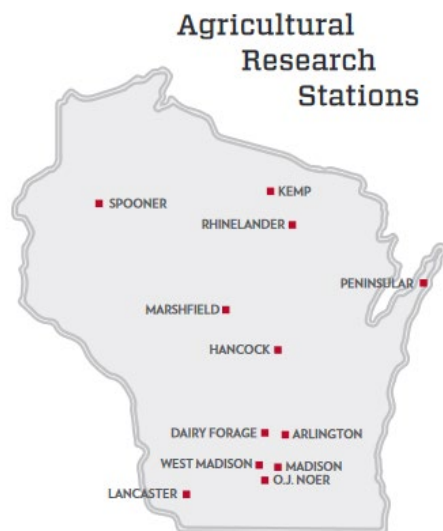 Agricultural
Research
Stations
KEMP
SPOONER
RHINELANDER
PENINSULAR
MARSHFIELD
HANCOCK
DAIRY FORAGE
ARLINGTON
WEST MADISON
MADISON
O.J. NOER
LANCASTER